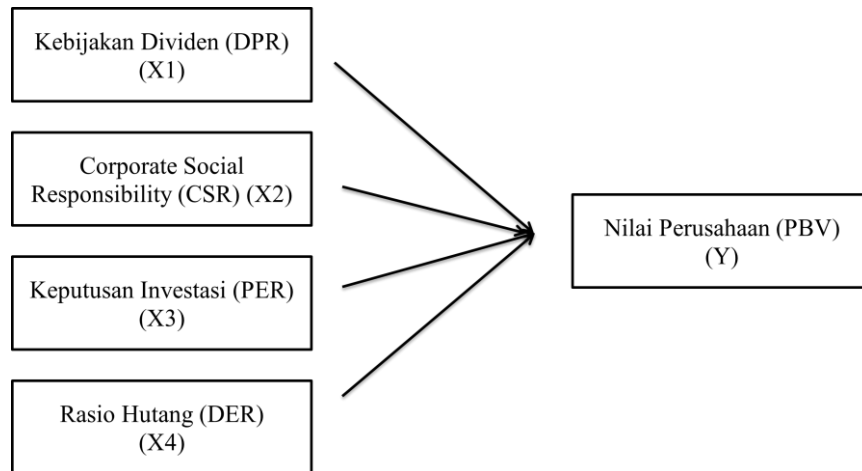 Kebijakan Dividen (DPR)
(X1)
Corporate Social
Responsibility (CSR) (X2)
Keputusan Investasi (PER)
(X3)
Rasio Hutang (DER)
(X4)
Nilai Perusahaan (PBV)
(Y)